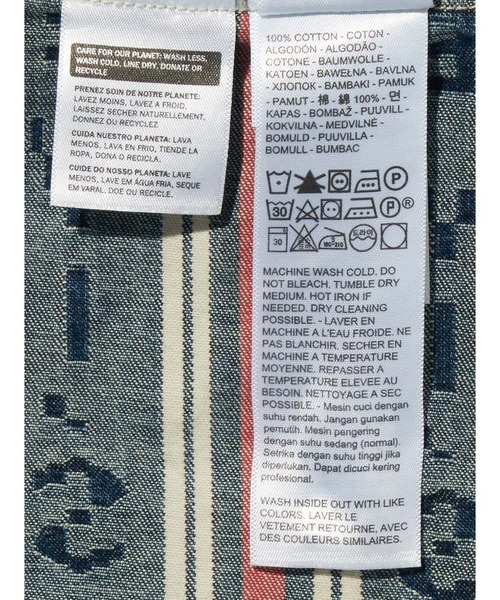 CARE FOR OUR PLANET: WASH LESS,
WASH COLD, LINE DRY, DONATE OR
RECYCLE
PRENEZ SOIN DE NOTRE PLANETE:
LAVEZ MOINS, LAVEZ A FROID,
LAISSEZ SECHER NATURELLEMENT,
DONNEZ OU RECYCLEZ
CUIDA NUESTRO PLANETA: LAVA
MENOS, LAVA EN FRIO, TIENDE LA
ROPA, DONA O RECICLA.
CUIDE DO NOSSO PLANETA: LAVE
MENOS, LAVE EM ÁGUA FRIA, SEQUE
EM VARAL, DOE OU RECICLE.
100% COTTON - COTON -
ALGODÓN - ALGODÃO -
COTONE - BAUMWOLLE -
KATOEN - BAWEŁNA - BAVLNA
- ХЛОПОК - BAMBAKI - PAMUK
- PAMUT - 棉 - 綿 100% - 면 -
KAPAS - BOMBAŽ - PUUVILL -
KOKVILNA - MEDVILNĖ -
BOMULD - PUUVILLA -
BOMULL - BUMBAC
P
30 P ®
30 드라이
MACHINE WASH COLD. DO
NOT BLEACH. TUMBLE DRY
MEDIUM. HOT IRON IF
NEEDED. DRY CLEANING
POSSIBLE. - LAVER EN
MACHINE A L'EAU FROIDE. NE
PAS BLANCHIR. SECHER EN
MACHINE A TEMPERATURE
MOYENNE. REPASSER A
TEMPERATURE ELEVEE AU
BESOIN. NETTOYAGE A SEC
POSSIBLE. - Mesin cuci dengan
suhu rendah. Jangan gunakan
pemutih. Mesin pengering
dengan suhu sedang (normal).
Setrika dengan suhu tinggi jika
diperlukan. Dapat dicuci kering
profesional.
WASH INSIDE OUT WITH LIKE
COLORS. LAVER LE
VETEMENT RETOURNE, AVEC
DES COULEURS SIMILAIRES.